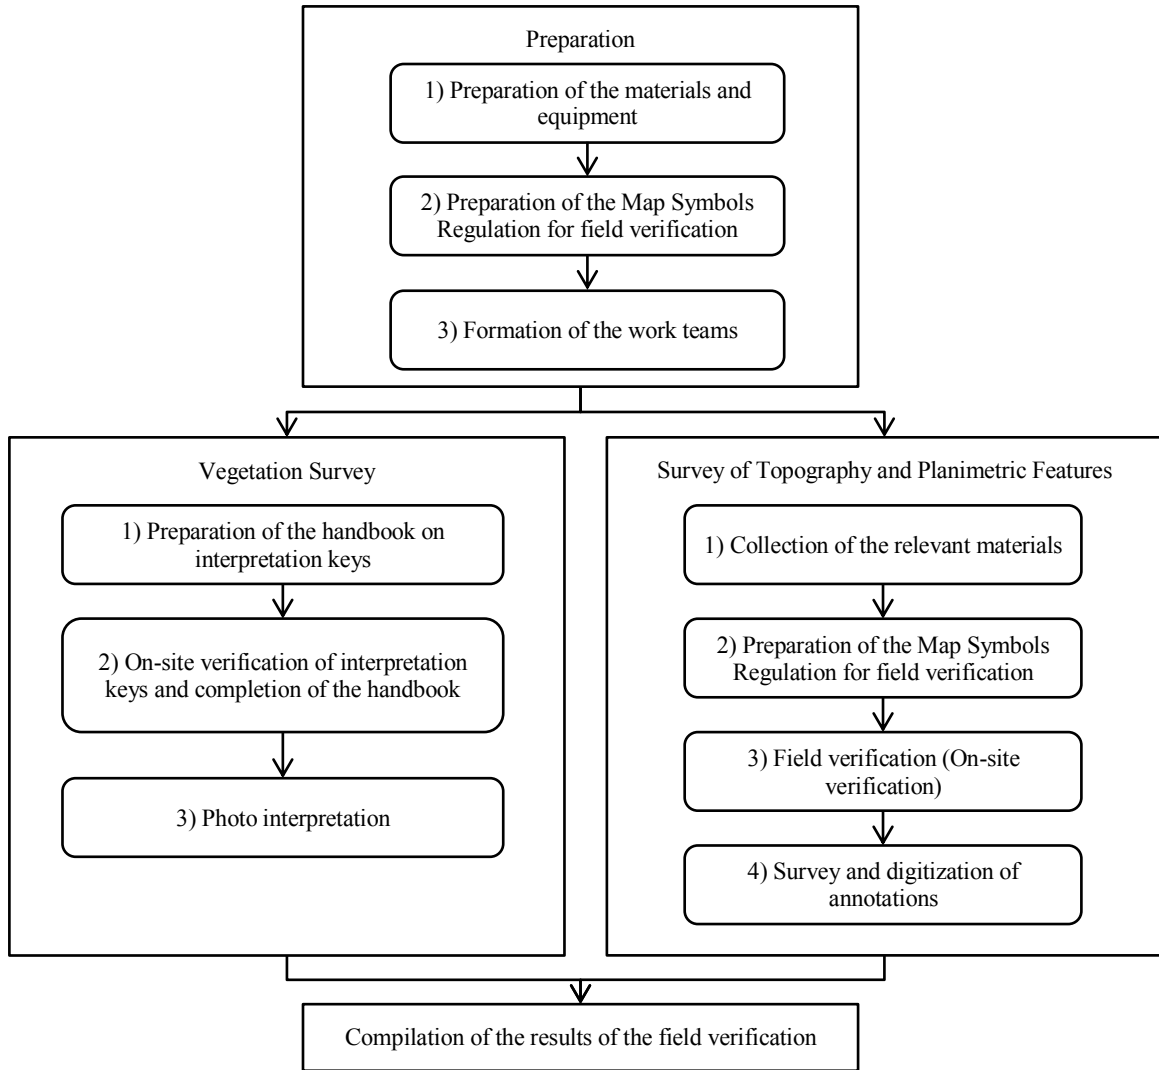 Preparation
1) Preparation of the materials and
equipment
2) Preparation of the Map Symbols
Regulation for field verification
3) Formation of the work teams
Vegetation Survey
1) Preparation of the handbook on
interpretation keys
2) On-site verification of interpretation
keys and completion of the handbook
3) Photo interpretation
Survey of Topography and Planimetric Features
1) Collection of the relevant materials
2) Preparation of the Map Symbols
Regulation for field verification
3) Field verification (On-site
verification)
4) Survey and digitization of
annotations
Compilation of the results of the field verification